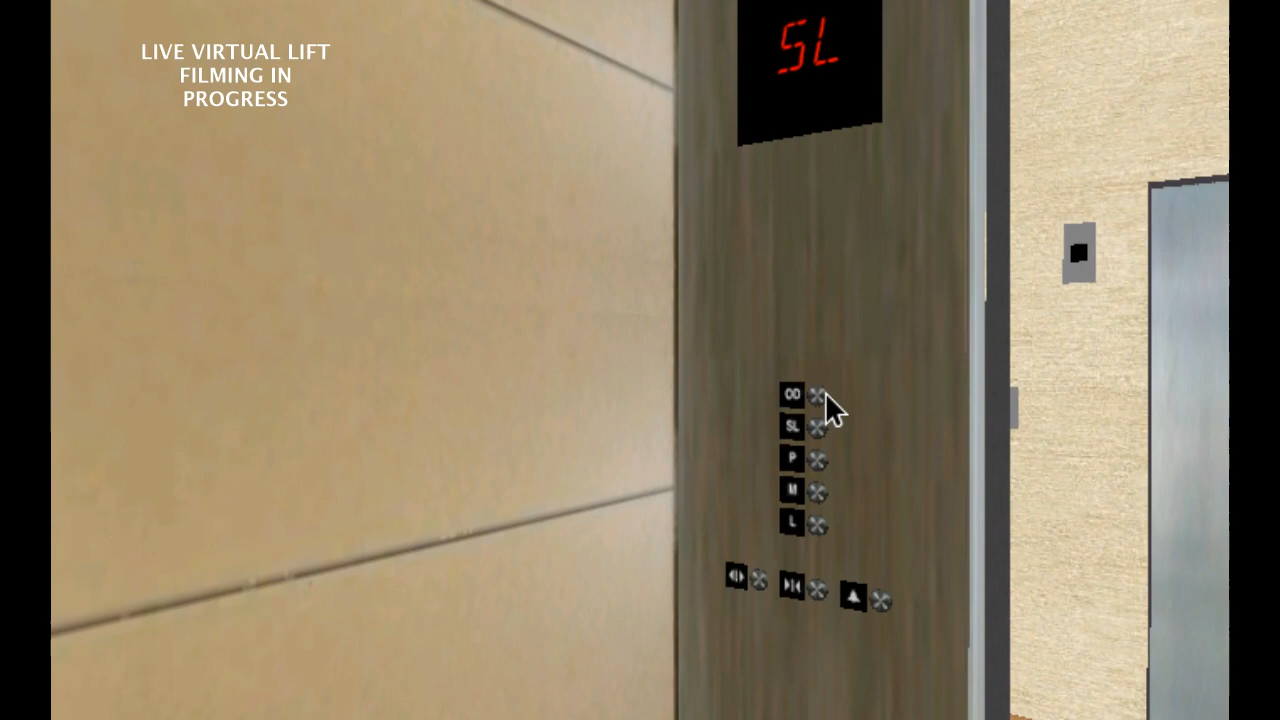 LIVE VIRTUAL LIFT
FILMING IN
PROGRESS
SL
OD
SL
P
M
L